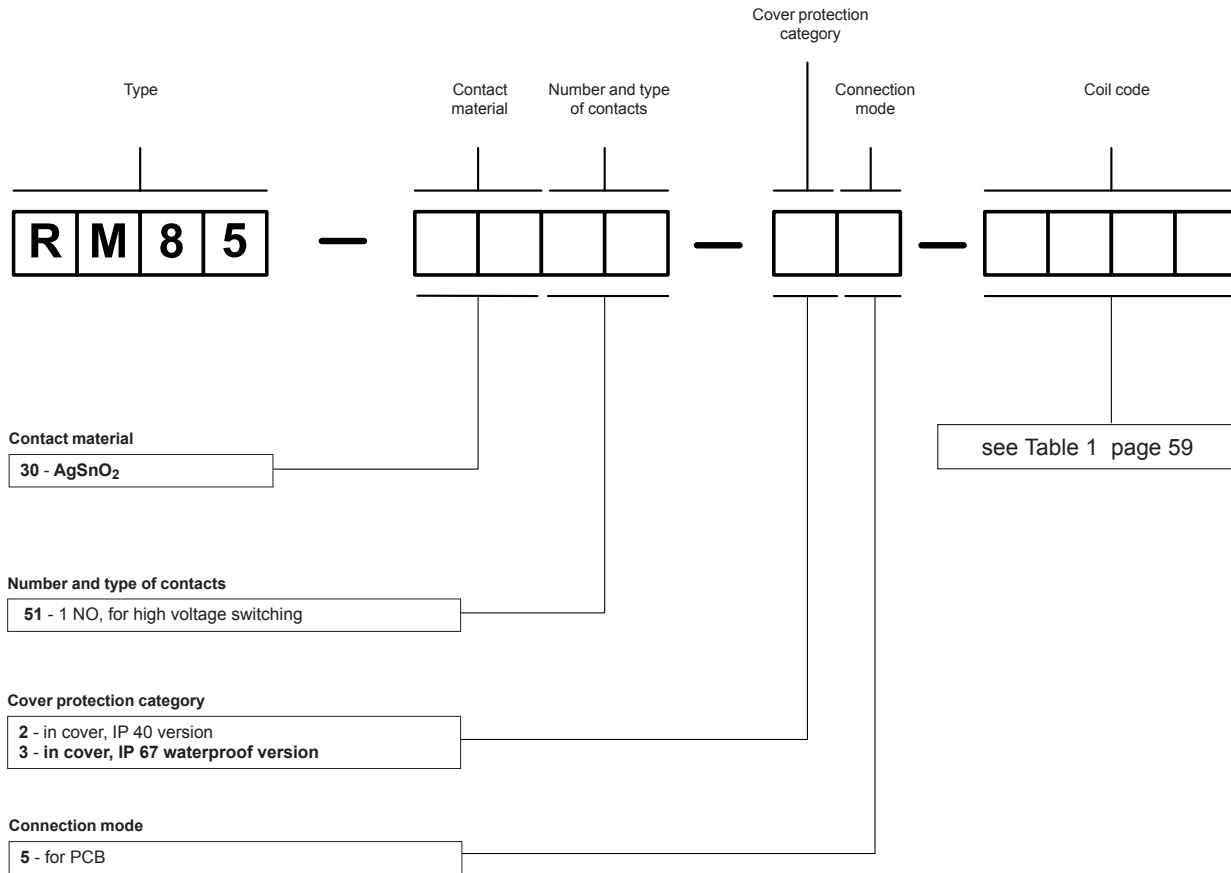 Cover protection
category
Type
Contact
material
Number and type
of contacts
Connection
mode
Coil code
RM85 — — —
Contact material
30 - AgSnO2
see Table 1 page 59
Number and type of contacts
51 - 1 NO, for high voltage switching
Cover protection category
2 - in cover, IP 40 version
3 - in cover, IP 67 waterproof version
Connection mode
5 - for PCB